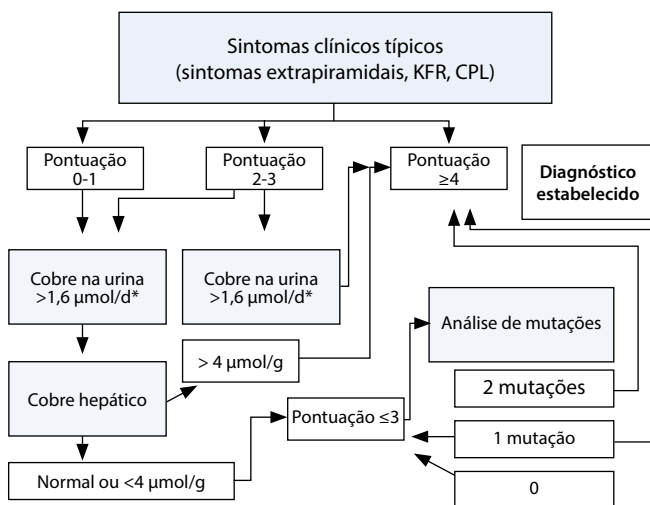 Sintomas clínicos típicos
(sintomas extrapiramidais, KFR, CPL)
Pontuação
0-1
Pontuação
2-3
Pontuação
≥4
Diagnóstico
estabelecido
Cobre na urina
>1,6 µmol/d*
Cobre na urina
>1,6 µmol/d*
Análise de mutações
> 4 µmol/g
Cobre hepático
2 mutações
Pontuação ≤3
1 mutação
Normal ou <4 µmol/g
0